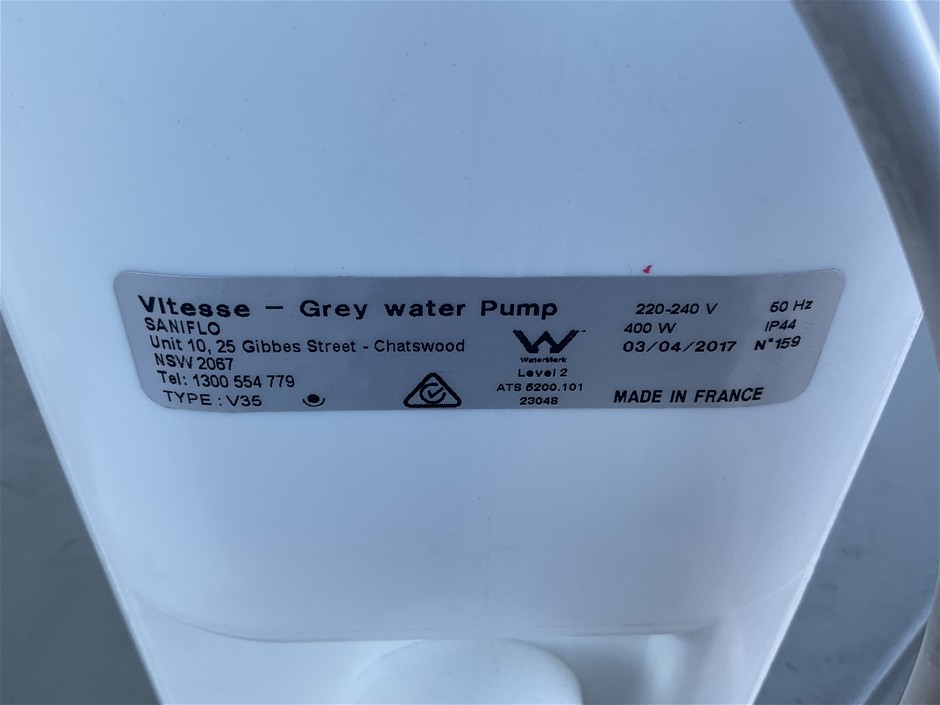 Vitesse – Grey water Pump
SANIFLO
Unit 10, 25 Gibbes Street - Chatswood
NSW 2067
Tel: 1300 554 779
TYPE : V35
W
WaterMark
Level 2
ATS 5200.101
23048
220-240 V 50 Hz
400 W IP44
03/04/2017 N°159
MADE IN FRANCE